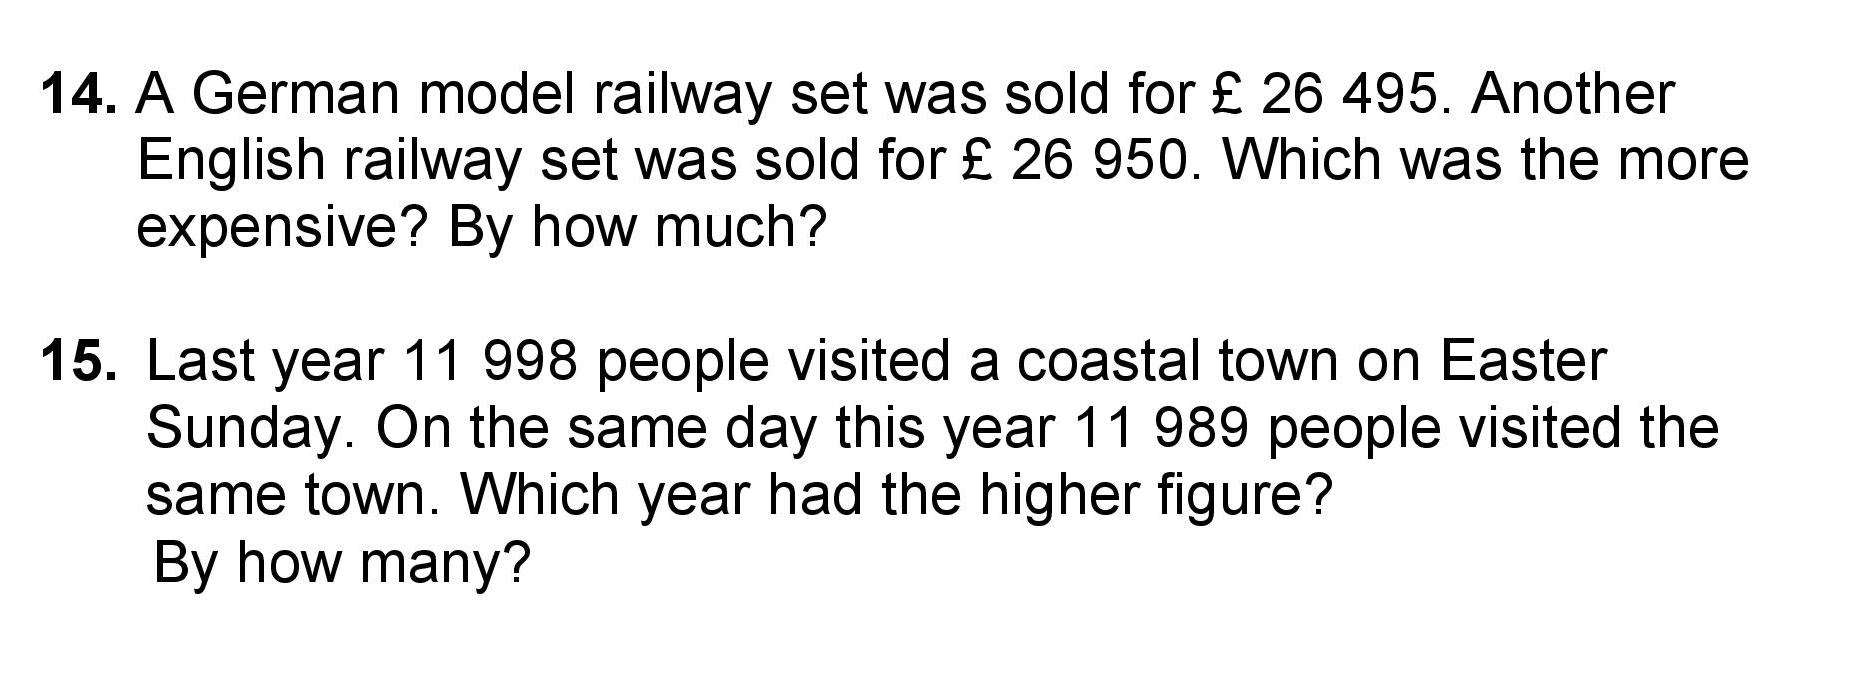 14. A German model railway set was sold for £ 26 495. Another
English railway set was sold for £ 26 950. Which was the more
expensive? By how much?
15. Last year 11 998 people visited a coastal town on Easter
Sunday. On the same day this year 11 989 people visited the
same town. Which year had the higher figure?
By how many?